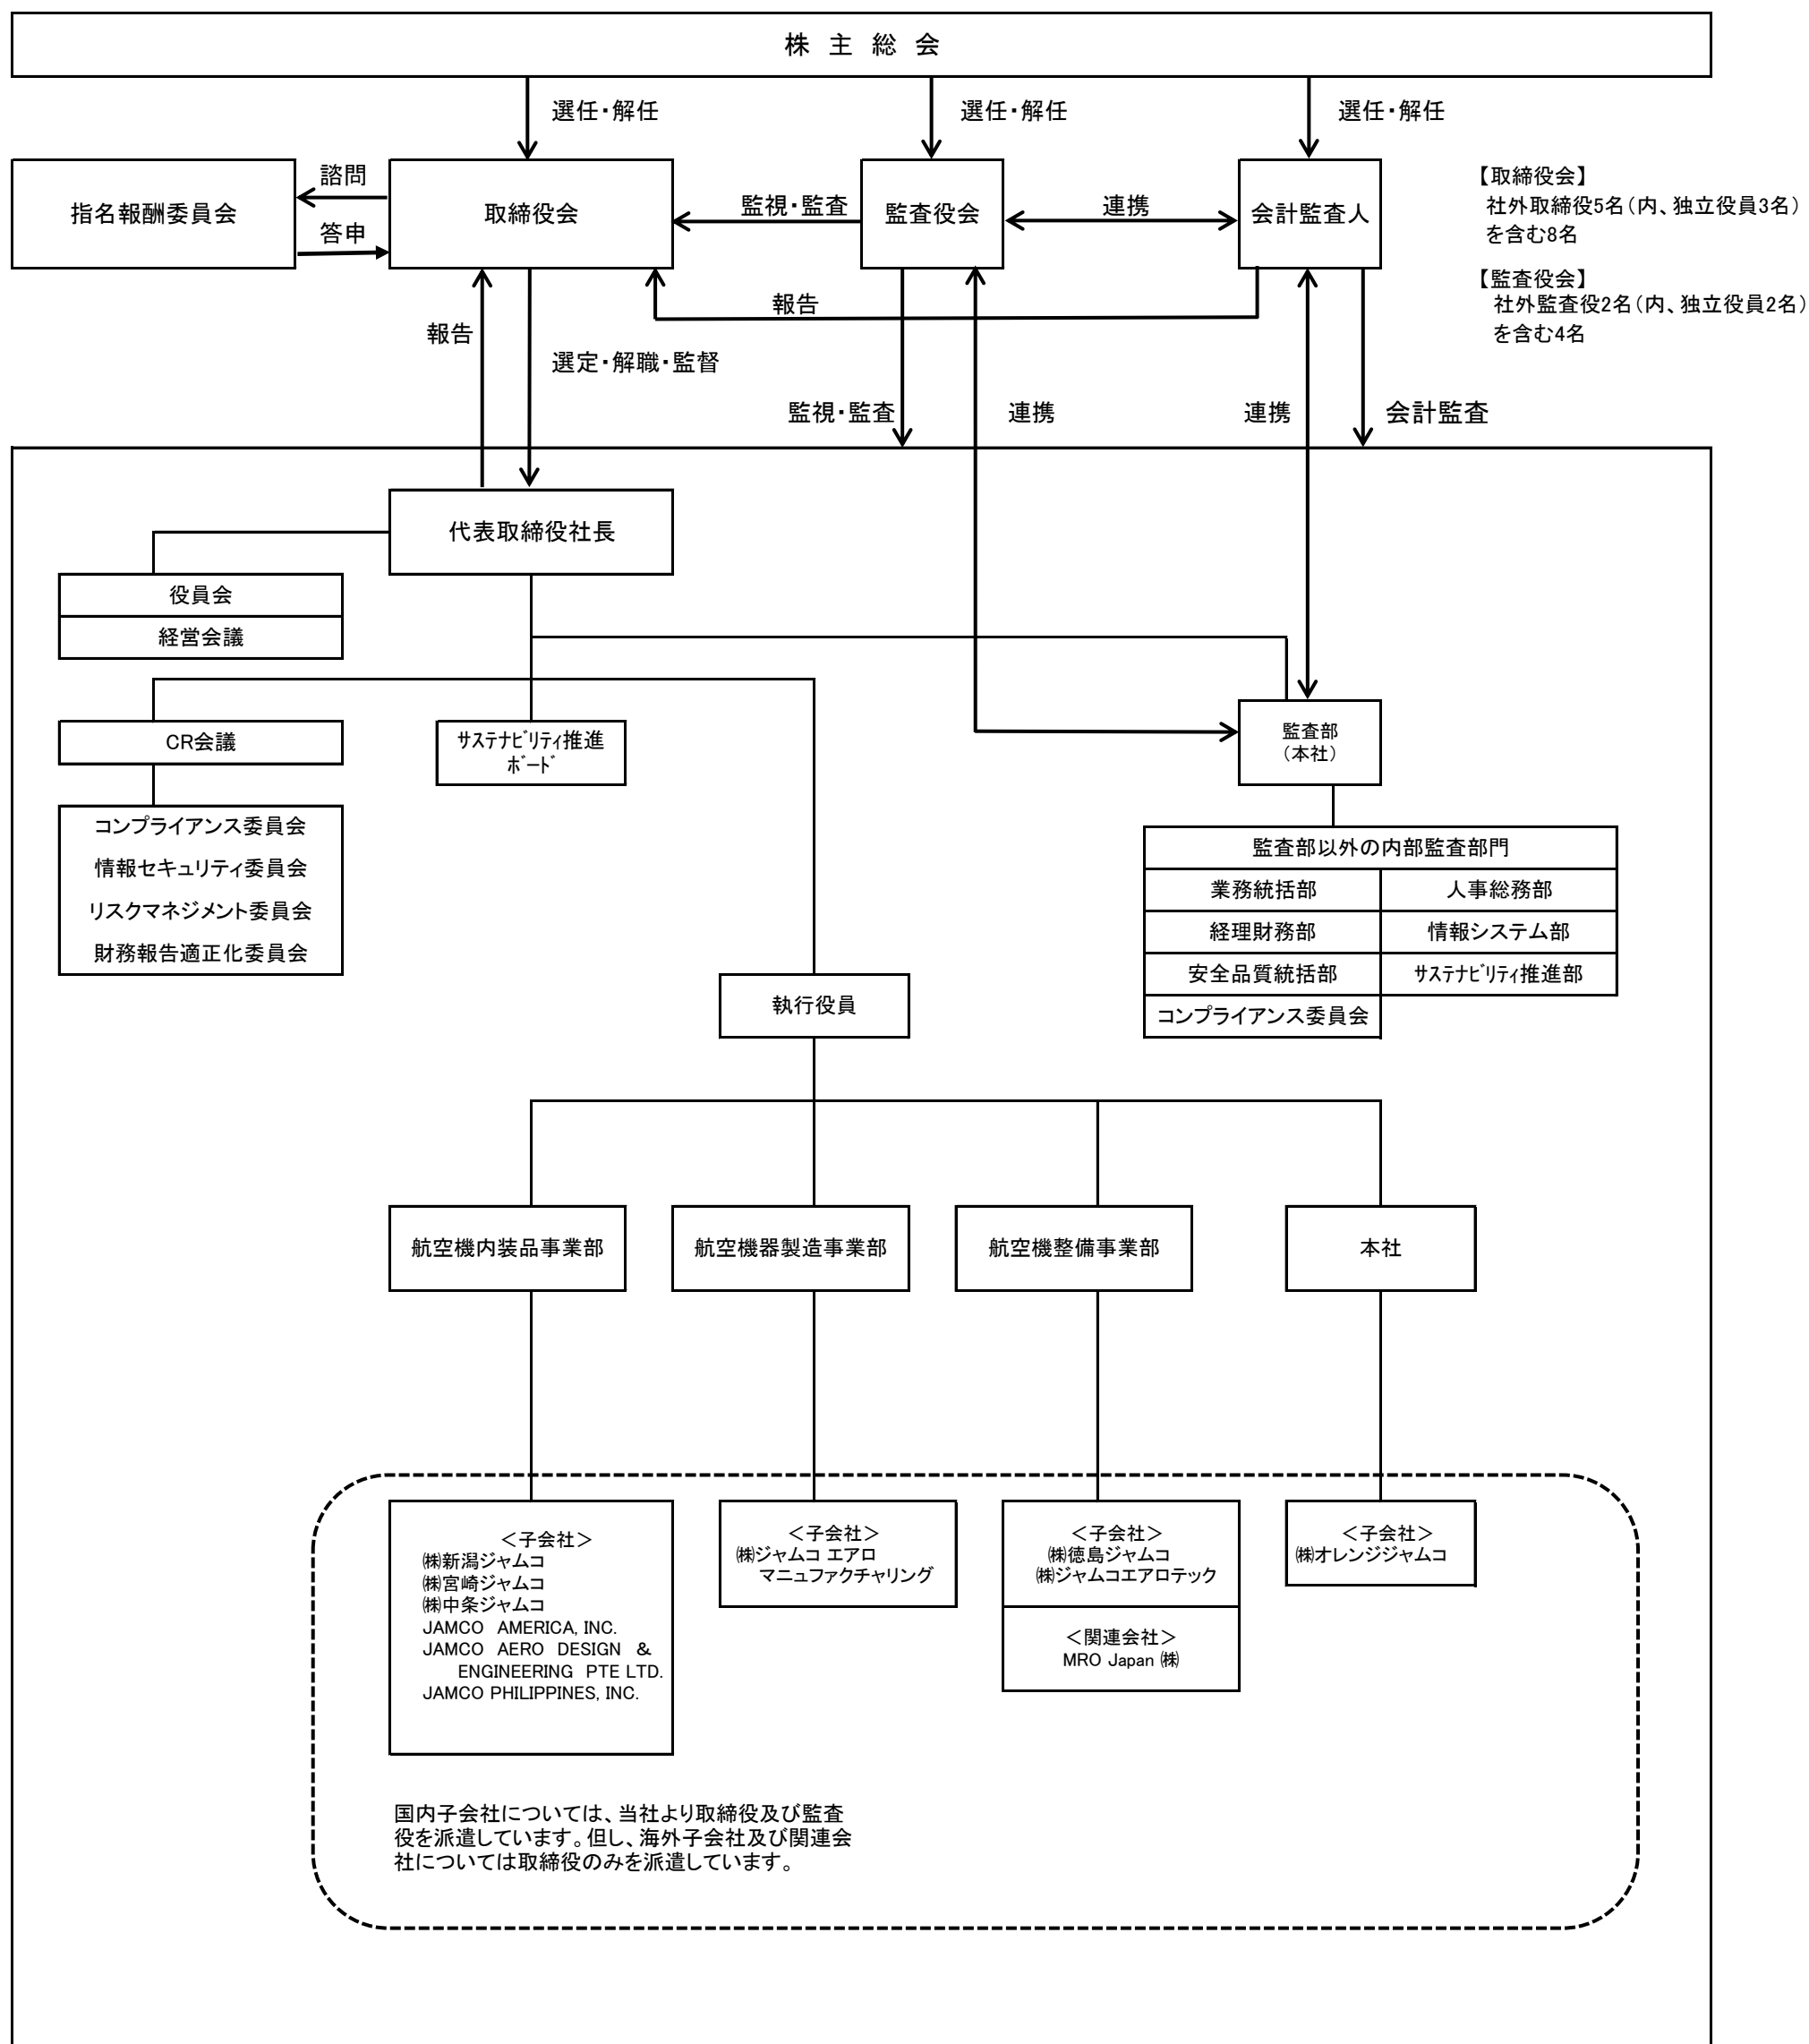 株 主 総 会
選任・解任
選任・解任
選任・解任
指名報酬委員会
諮問
答申
取締役会
監視・監査
監査役会
連携
会計監査人
【取締役会】
社外取締役5名（内、独立役員3名）
を含む8名
【監査役会】
社外監査役2名（内、独立役員2名）
を含む4名
報告
報告
選定・解職・監督
監視・監査
連携
連携
会計監査
代表取締役社長
役員会
経営会議
CR会議
ｻｽﾃﾅﾋﾞﾘﾃｨ推進
ﾎﾞｰﾄﾞ
監査部
（本社）
コンプライアンス委員会
情報セキュリティ委員会
リスクマネジメント委員会
財務報告適正化委員会
監査部以外の内部監査部門
業務統括部
人事総務部
経理財務部
情報システム部
安全品質統括部
ｻｽﾃﾅﾋﾞﾘﾃｨ推進部
コンプライアンス委員会
執行役員
航空機内装品事業部
航空機器製造事業部
航空機整備事業部
本社
＜子会社＞
㈱新潟ジャムコ
㈱宮崎ジャムコ
㈱中条ジャムコ
JAMCO AMERICA, INC.
JAMCO AERO DESIGN &
ENGINEERING PTE LTD.
JAMCO PHILIPPINES, INC.
＜子会社＞
㈱ジャムコ エアロ
マニュファクチャリング
＜子会社＞
㈱徳島ジャムコ
㈱ジャムコエアロテック
＜関連会社＞
MRO Japan ㈱
＜子会社＞
㈱オレンジジャムコ
国内子会社については、当社より取締役及び監査
役を派遣しています。但し、海外子会社及び関連会
社については取締役のみを派遣しています。